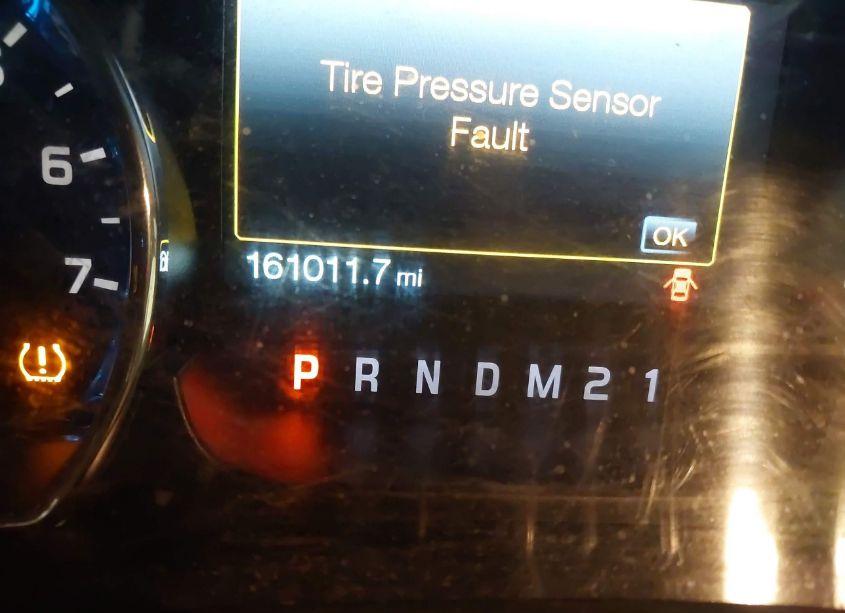 Tire Pressure Sensor
Fault
6
OK
161011.7 mi
7
P R N D M 2 1